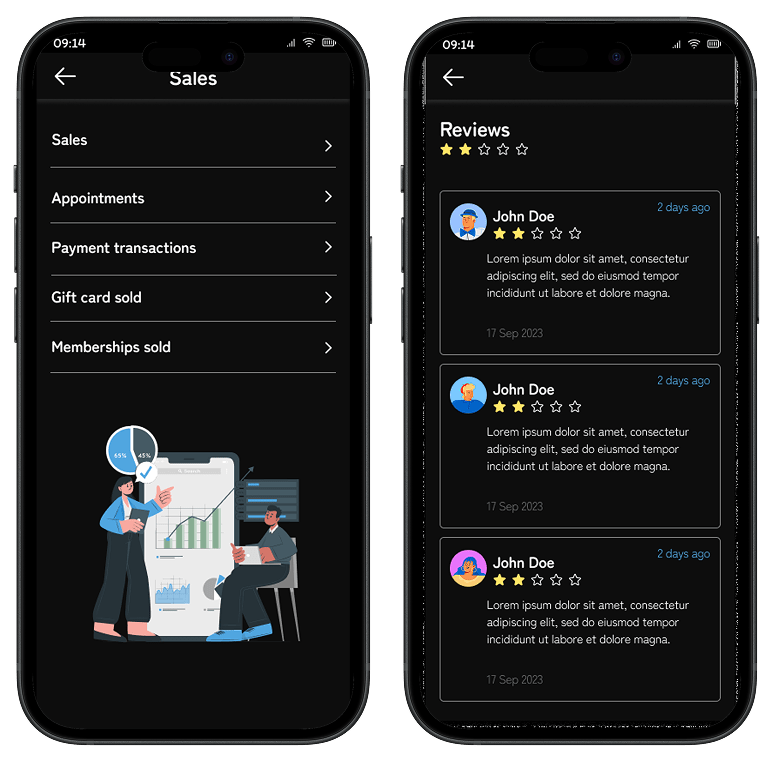 09:14
Sales
Sales
Appointments
Payment transactions
Gift card sold
Memberships sold
65%
45%
09:14
Reviews
John Doe
2 days ago
Lorem ipsum dolor sit amet, consectetur
adipiscing elit, sed do eiusmod tempor
incididunt ut labore et dolore magna.
17 Sep 2023
John Doe
2 days ago
Lorem ipsum dolor sit amet, consectetur
adipiscing elit, sed do eiusmod tempor
incididunt ut labore et dolore magna.
17 Sep 2023
John Doe
2 days ago
Lorem ipsum dolor sit amet, consectetur
adipiscing elit, sed do eiusmod tempor
incididunt ut labore et dolore magna.
17 Sep 2023